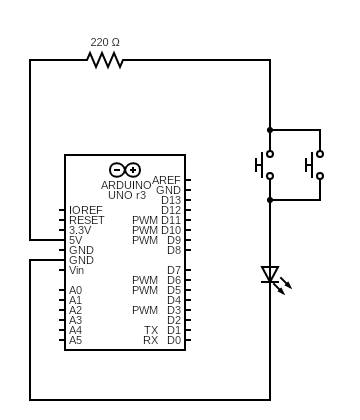 220 Ω
ARDUINO
UNO r3
AREF
GND
D13
IOREF D12
RESET PWM D11
3.3V PWM D10
5V PWM D9
GND D8
GND
Vin D7
PWM D6
A0 PWM D5
A1 D4
A2 PWM D3
A3 D2
A4 TX D1
A5 RX D0